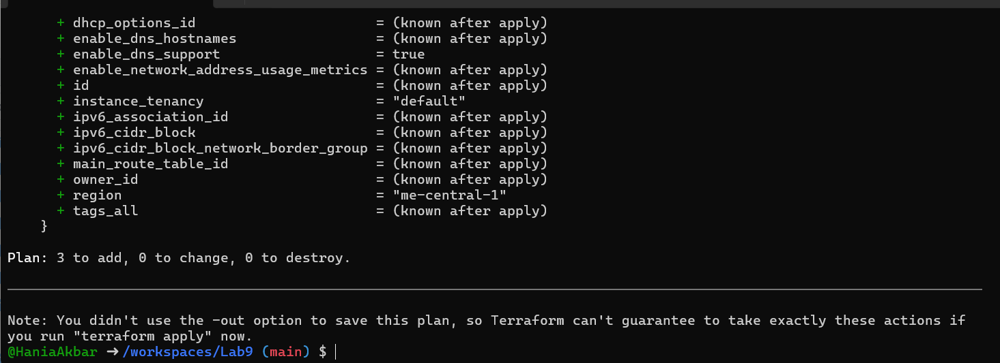 + dhcp_options_id                      = (known after apply)
+ enable_dns_hostnames                 = (known after apply)
+ enable_dns_support                   = true
+ enable_network_address_usage_metrics = (known after apply)
+ id                                   = (known after apply)
+ instance_tenancy                     = "default"
+ ipv6_association_id                  = (known after apply)
+ ipv6_cidr_block                      = (known after apply)
+ ipv6_cidr_block_network_border_group = (known after apply)
+ main_route_table_id                  = (known after apply)
+ owner_id                             = (known after apply)
+ region                               = "me-central-1"
+ tags_all                             = (known after apply)
}
Plan: 3 to add, 0 to change, 0 to destroy.
Note: You didn't use the -out option to save this plan, so Terraform can't guarantee to take exactly these actions if
you run "terraform apply" now.
@HaniaAkbar ➜ /workspaces/Lab9 (main) $